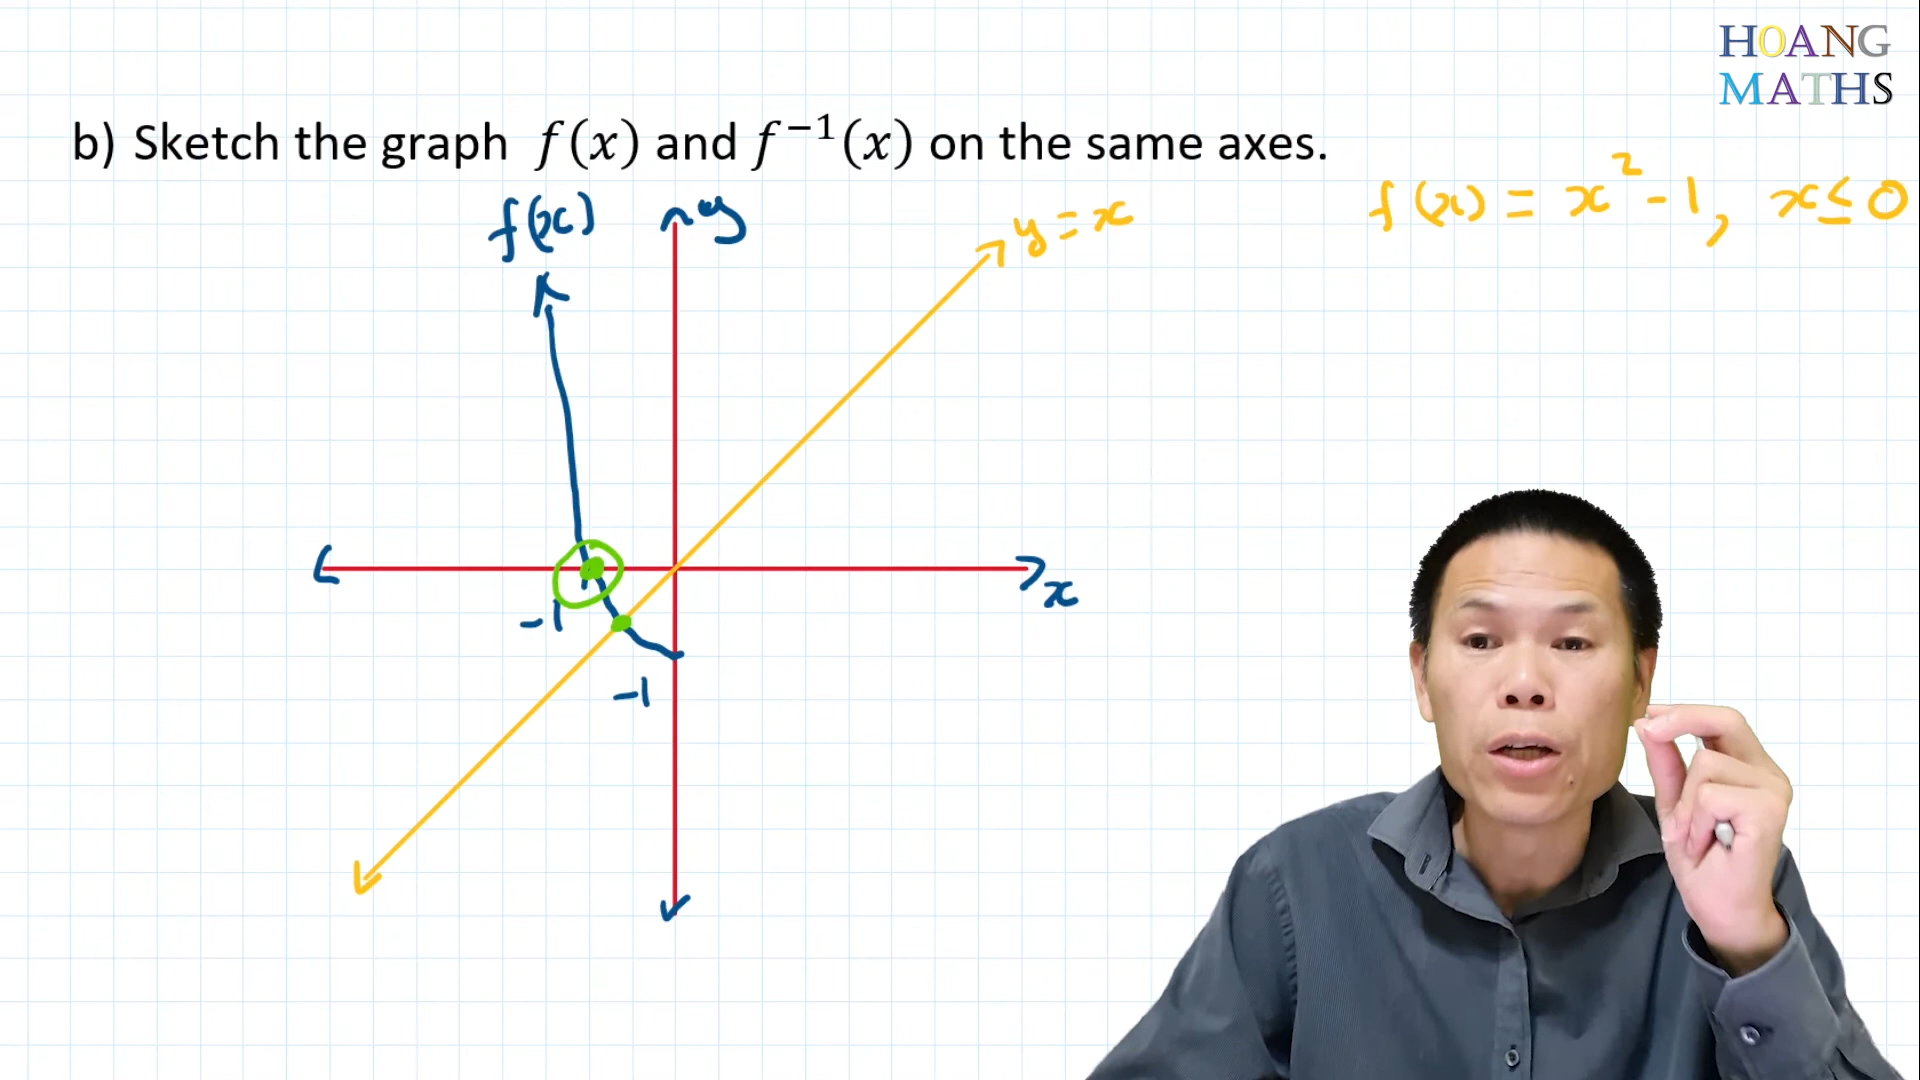 HOANG
MATHS
b) Sketch the graph f(x) and f⁻¹(x) on the same axes.
f(x) = x² - 1, x ≤ 0
f(x)
y
y = x
x
-1
-1